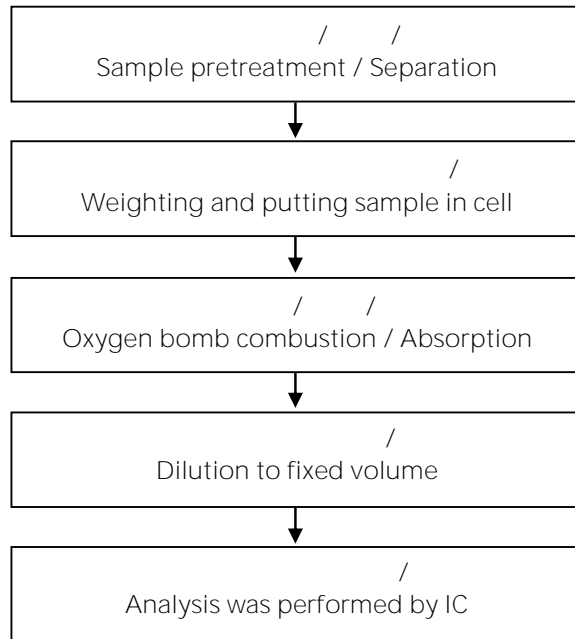 / /
Sample pretreatment / Separation
/
Weighting and putting sample in cell
/ /
Oxygen bomb combustion / Absorption
/
Dilution to fixed volume
/
Analysis was performed by IC